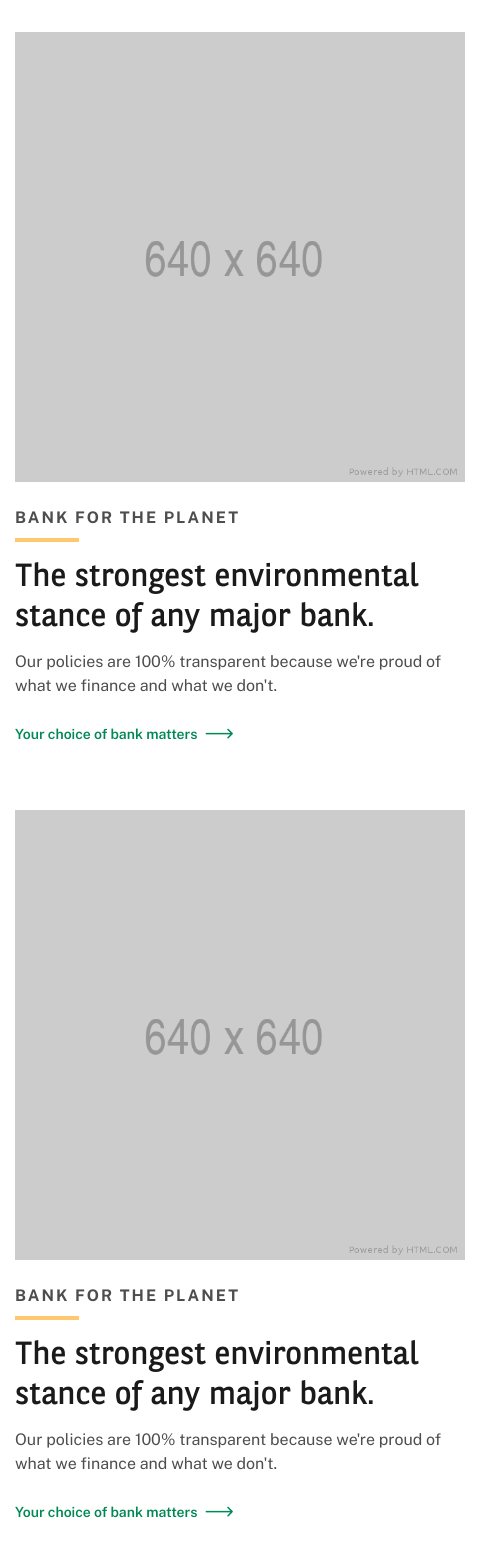 640 x 640
Powered by HTML.COM
BANK FOR THE PLANET
The strongest environmental
stance of any major bank.
Our policies are 100% transparent because we're proud of
what we finance and what we don't.
Your choice of bank matters
640 x 640
Powered by HTML.COM
BANK FOR THE PLANET
The strongest environmental
stance of any major bank.
Our policies are 100% transparent because we're proud of
what we finance and what we don't.
Your choice of bank matters